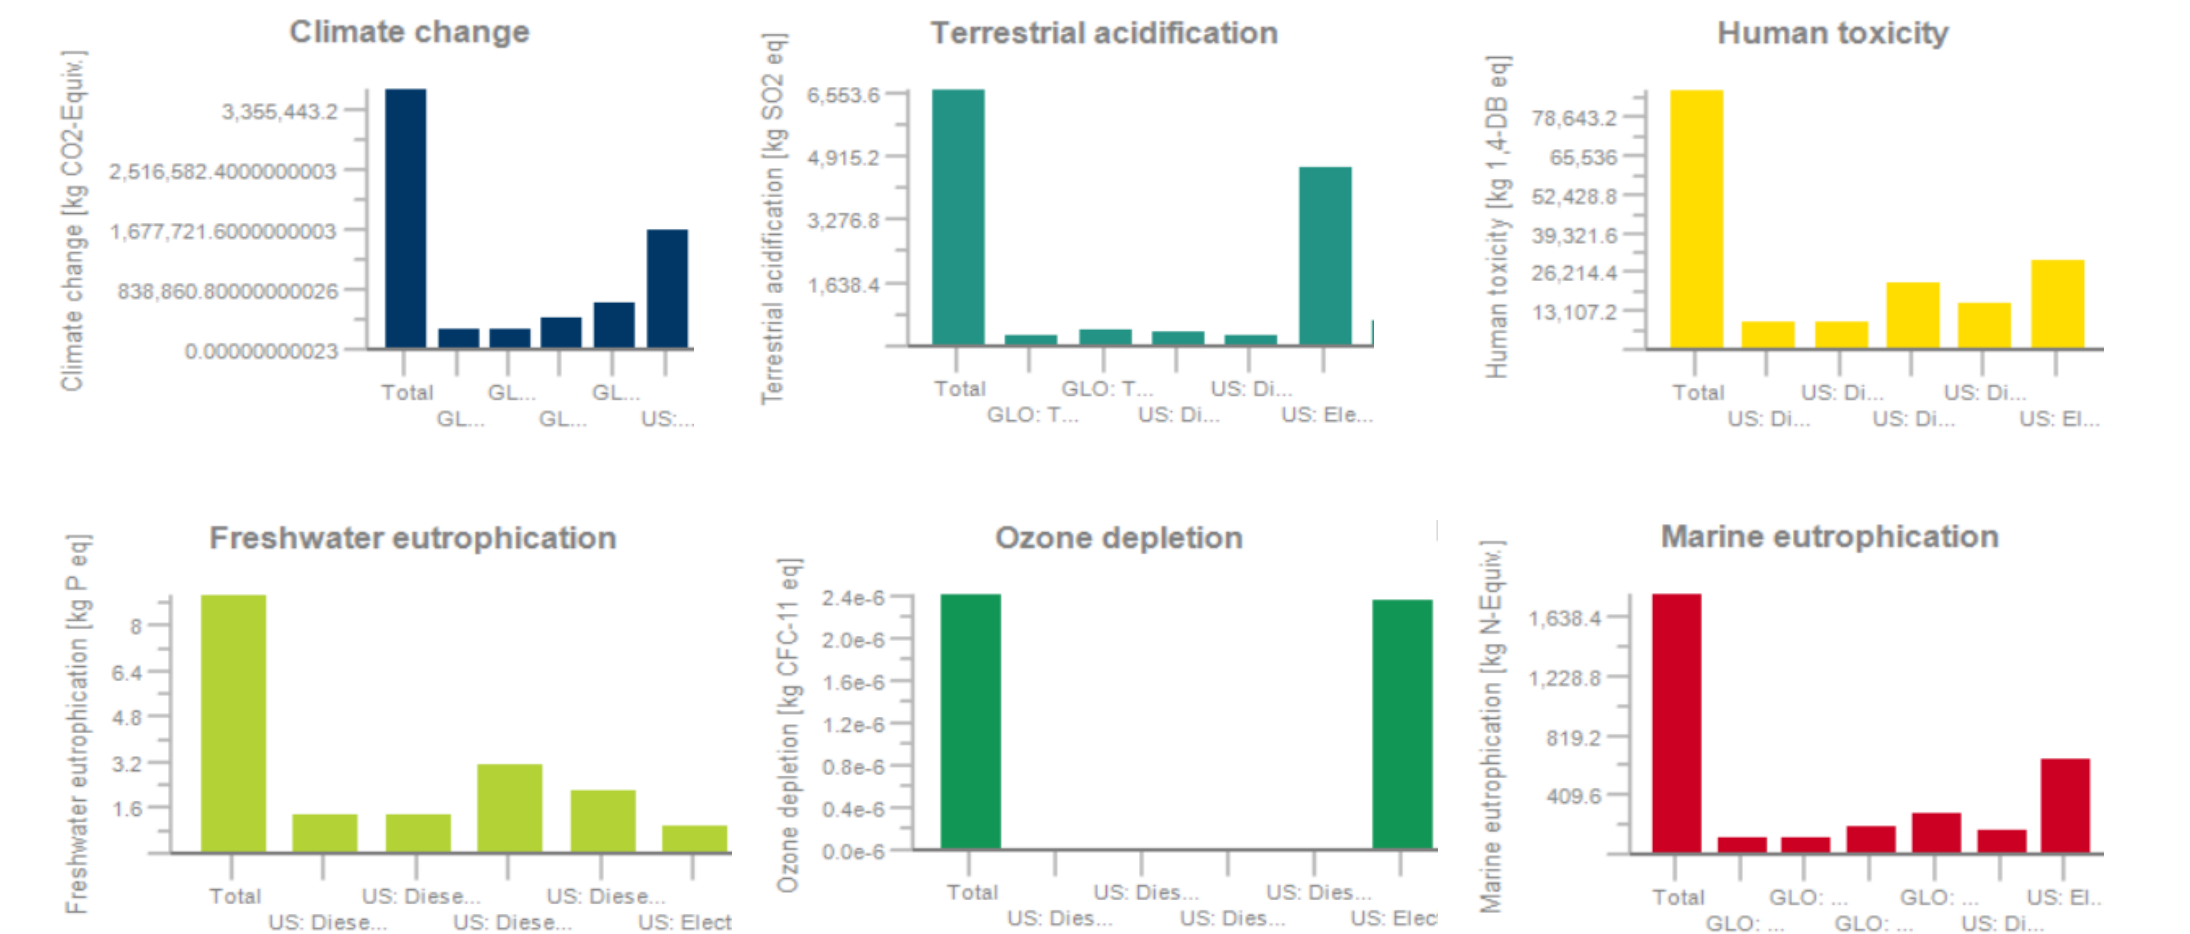 Climate change
Climate change [kg CO2-Equiv.]
3,355,443.2
2,516,582.4000000003
1,677,721.6000000003
838,860.80000000026
0.00000000023
Total
GL...
GL...
GL...
GL...
US:...
Terrestrial acidification
Terrestrial acidification [kg SO2 eq]
6,553.6
4,915.2
3,276.8
1,638.4
Total
GLO: T...
GLO: T...
US: Di...
US: Di...
US: Ele...
Human toxicity
Human toxicity [kg 1,4-DB eq]
78,643.2
65,536
52,428.8
39,321.6
26,214.4
13,107.2
Total
US: Di...
US: Di...
US: Di...
US: Di...
US: El...
Freshwater eutrophication
Freshwater eutrophication [kg P eq]
8
6.4
4.8
3.2
1.6
Total
US: Diese...
US: Diese...
US: Diese...
US: Diese...
US: Elect
Ozone depletion
Ozone depletion [kg CFC-11 eq]
2.4e-6
2.0e-6
1.6e-6
1.2e-6
0.8e-6
0.4e-6
0.0e-6
Total
US: Dies...
US: Dies...
US: Dies...
US: Dies...
US: Elec
Marine eutrophication
Marine eutrophication [kg N-Equiv.]
1,638.4
1,228.8
819.2
409.6
Total
GLO: ...
GLO: ...
GLO: ...
GLO: ...
US: Di...
US: El..